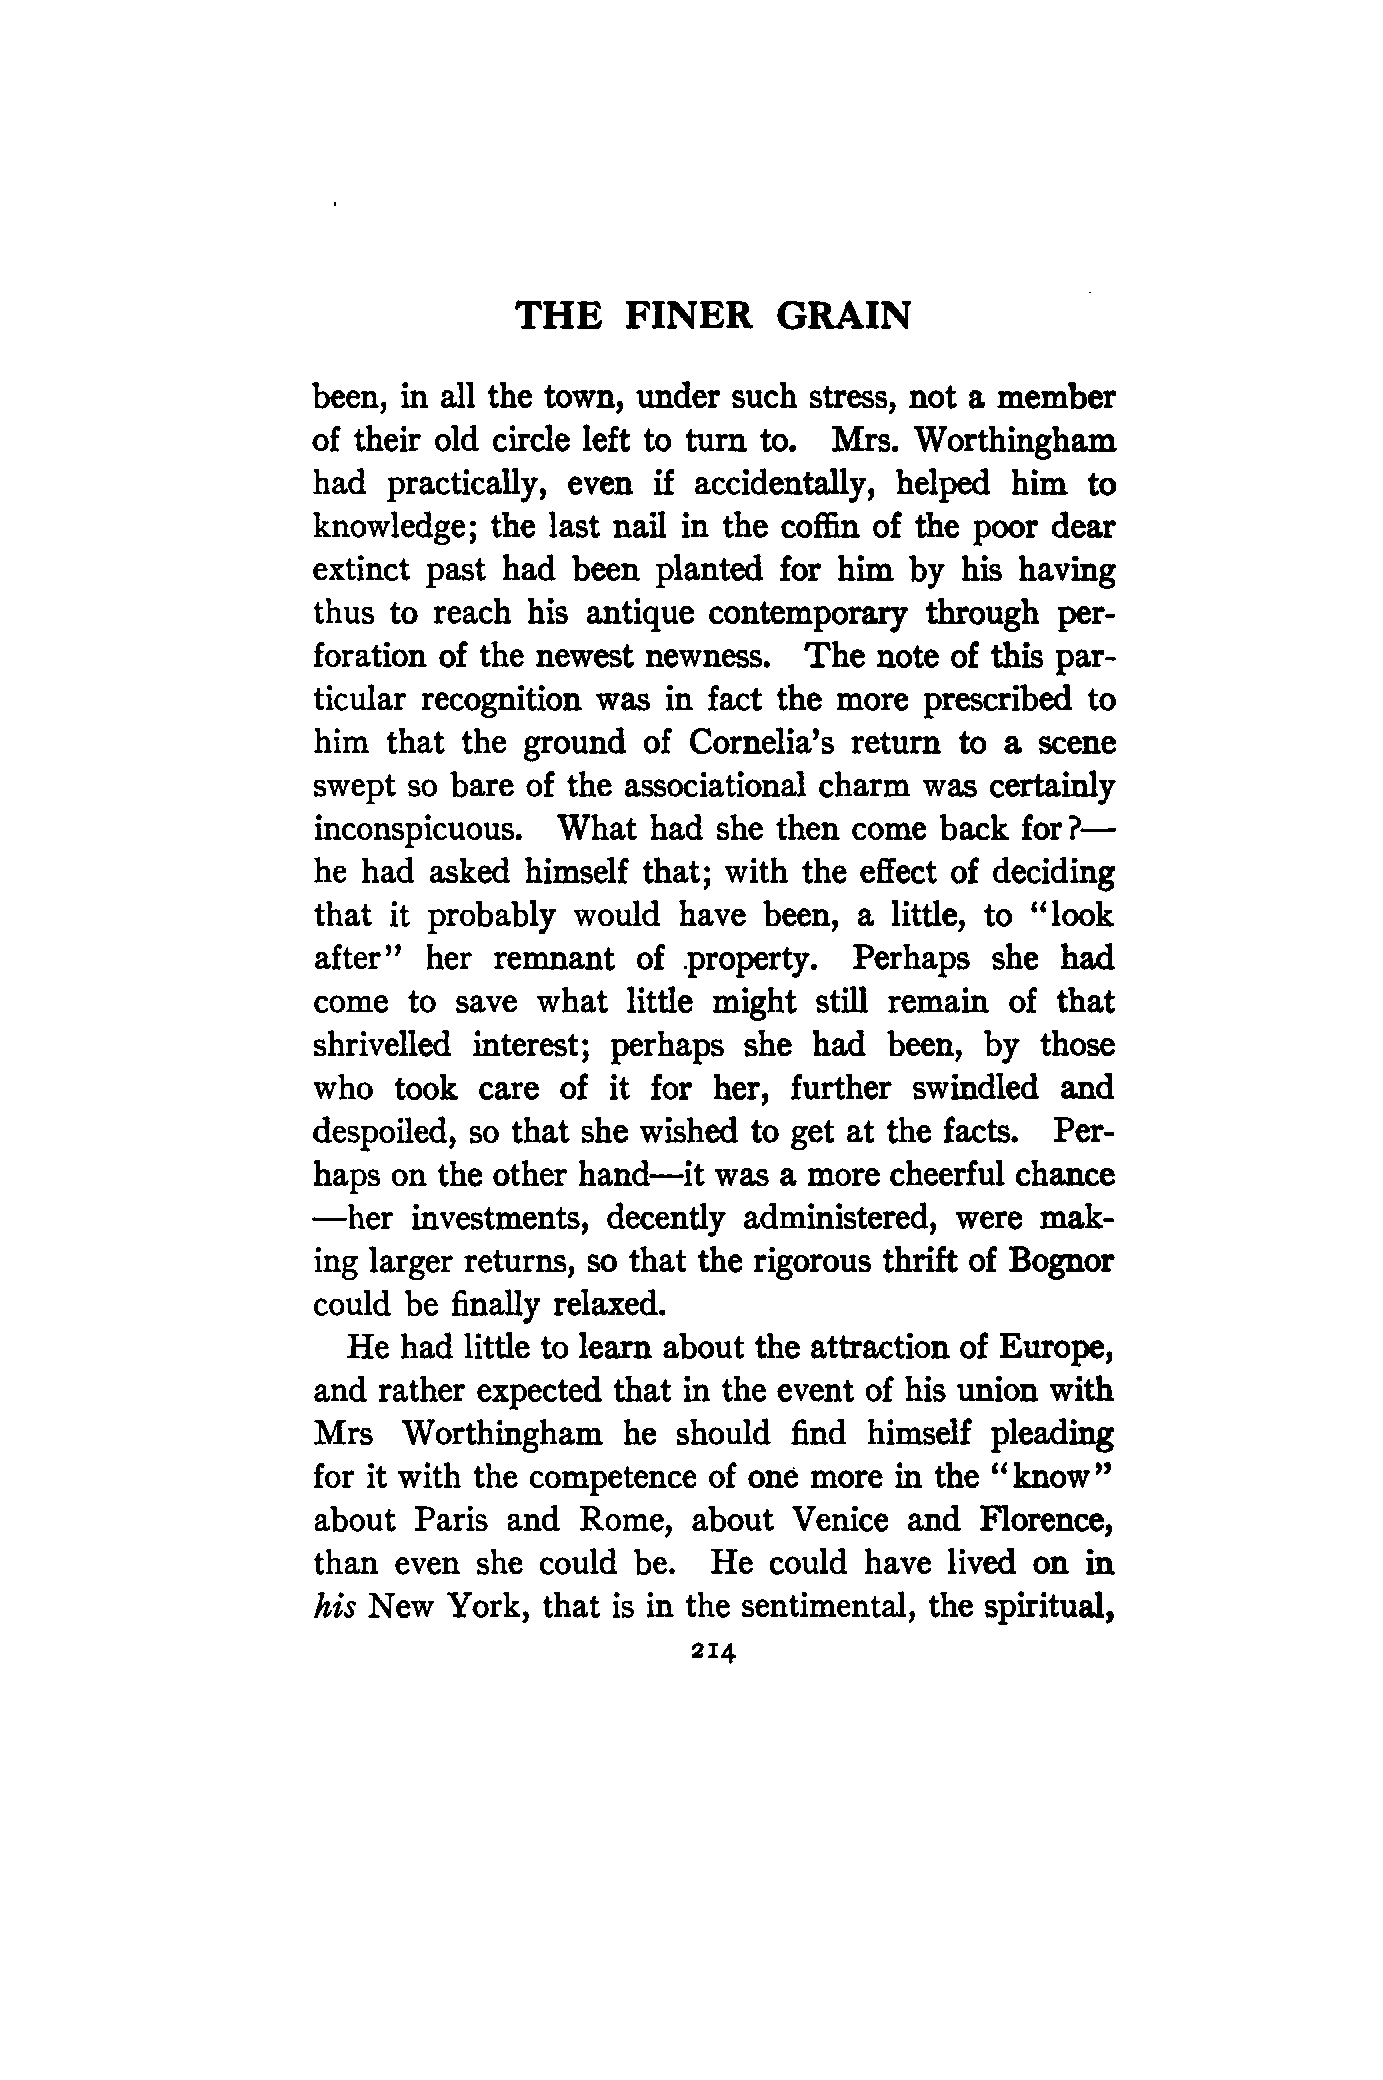 THE FINER GRAIN
been, in all the town, under such stress, not a member
of their old circle left to turn to. Mrs. Worthingham
had practically, even if accidentally, helped him to
knowledge; the last nail in the coffin of the poor dear
extinct past had been planted for him by his having
thus to reach his antique contemporary through per-
foration of the newest newness. The note of this par-
ticular recognition was in fact the more prescribed to
him that the ground of Cornelia's return to a scene
swept so bare of the associational charm was certainly
inconspicuous. What had she then come back for?—
he had asked himself that; with the effect of deciding
that it probably would have been, a little, to "look
after" her remnant of property. Perhaps she had
come to save what little might still remain of that
shrivelled interest; perhaps she had been, by those
who took care of it for her, further swindled and
despoiled, so that she wished to get at the facts. Per-
haps on the other hand—it was a more cheerful chance
—her investments, decently administered, were mak-
ing larger returns, so that the rigorous thrift of Bognor
could be finally relaxed.
He had little to learn about the attraction of Europe,
and rather expected that in the event of his union with
Mrs Worthingham he should find himself pleading
for it with the competence of one more in the "know"
about Paris and Rome, about Venice and Florence,
than even she could be. He could have lived on in
his New York, that is in the sentimental, the spiritual,
214